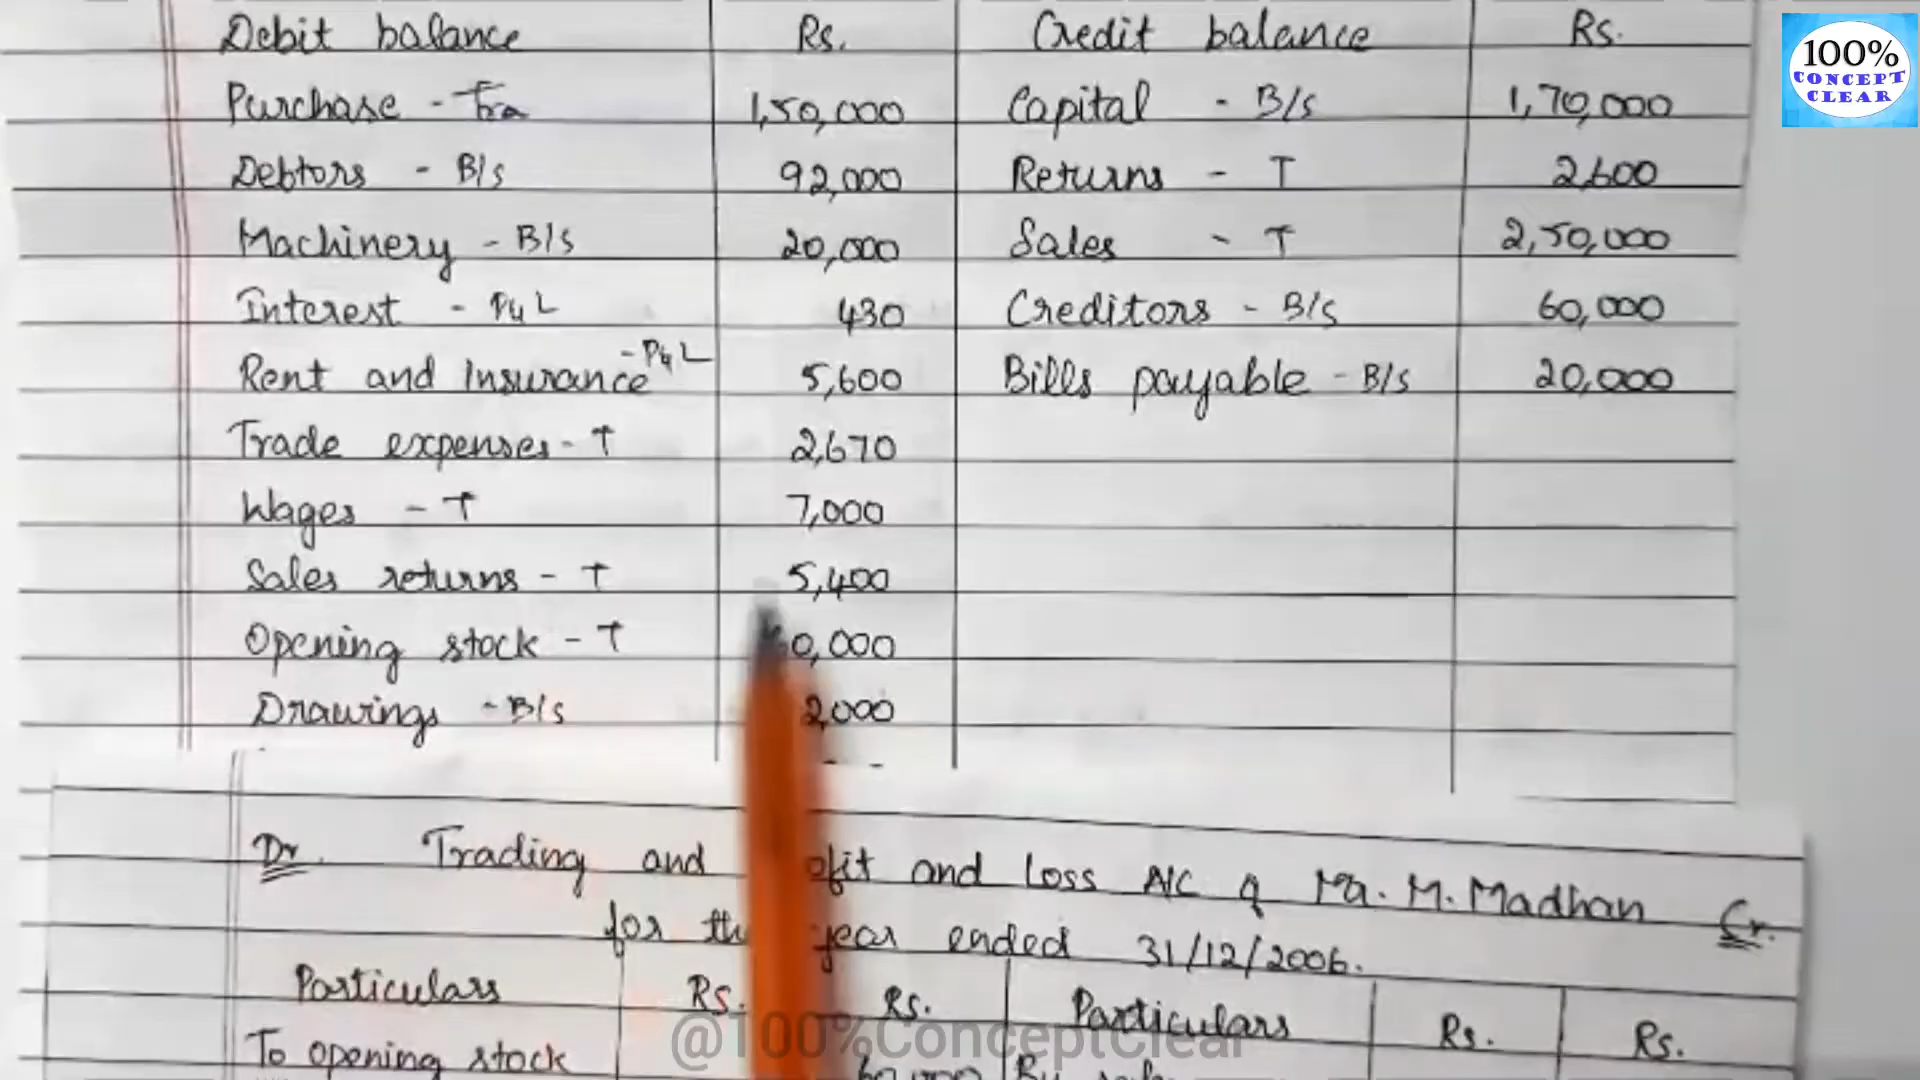 Debit balance Rs. Credit balance Rs.
Purchase - Tra 1,50,000 Capital - B/s 1,70,000
Debtors - B/s 92,000 Returns - T 2,600
Machinery - B/s 20,000 Sales - T 2,50,000
Interest - P&L 430 Creditors - B/s 60,000
Rent and Insurance - P&L 5,600 Bills payable - B/s 20,000
Trade expenses - T 2,670
Wages - T 7,000
Sales returns - T 5,400
Opening stock - T 0,000
Drawings - B/s 2,000
Dr. Trading and ofit and Loss A/C of Mr. M. Madhan Cr.
for the year ended 31/12/2006.
Particulars Rs. Rs. Particulars Rs. Rs.
To opening stock 60,000 By
100%
CONCEPT
CLEAR
@100%ConceptClear